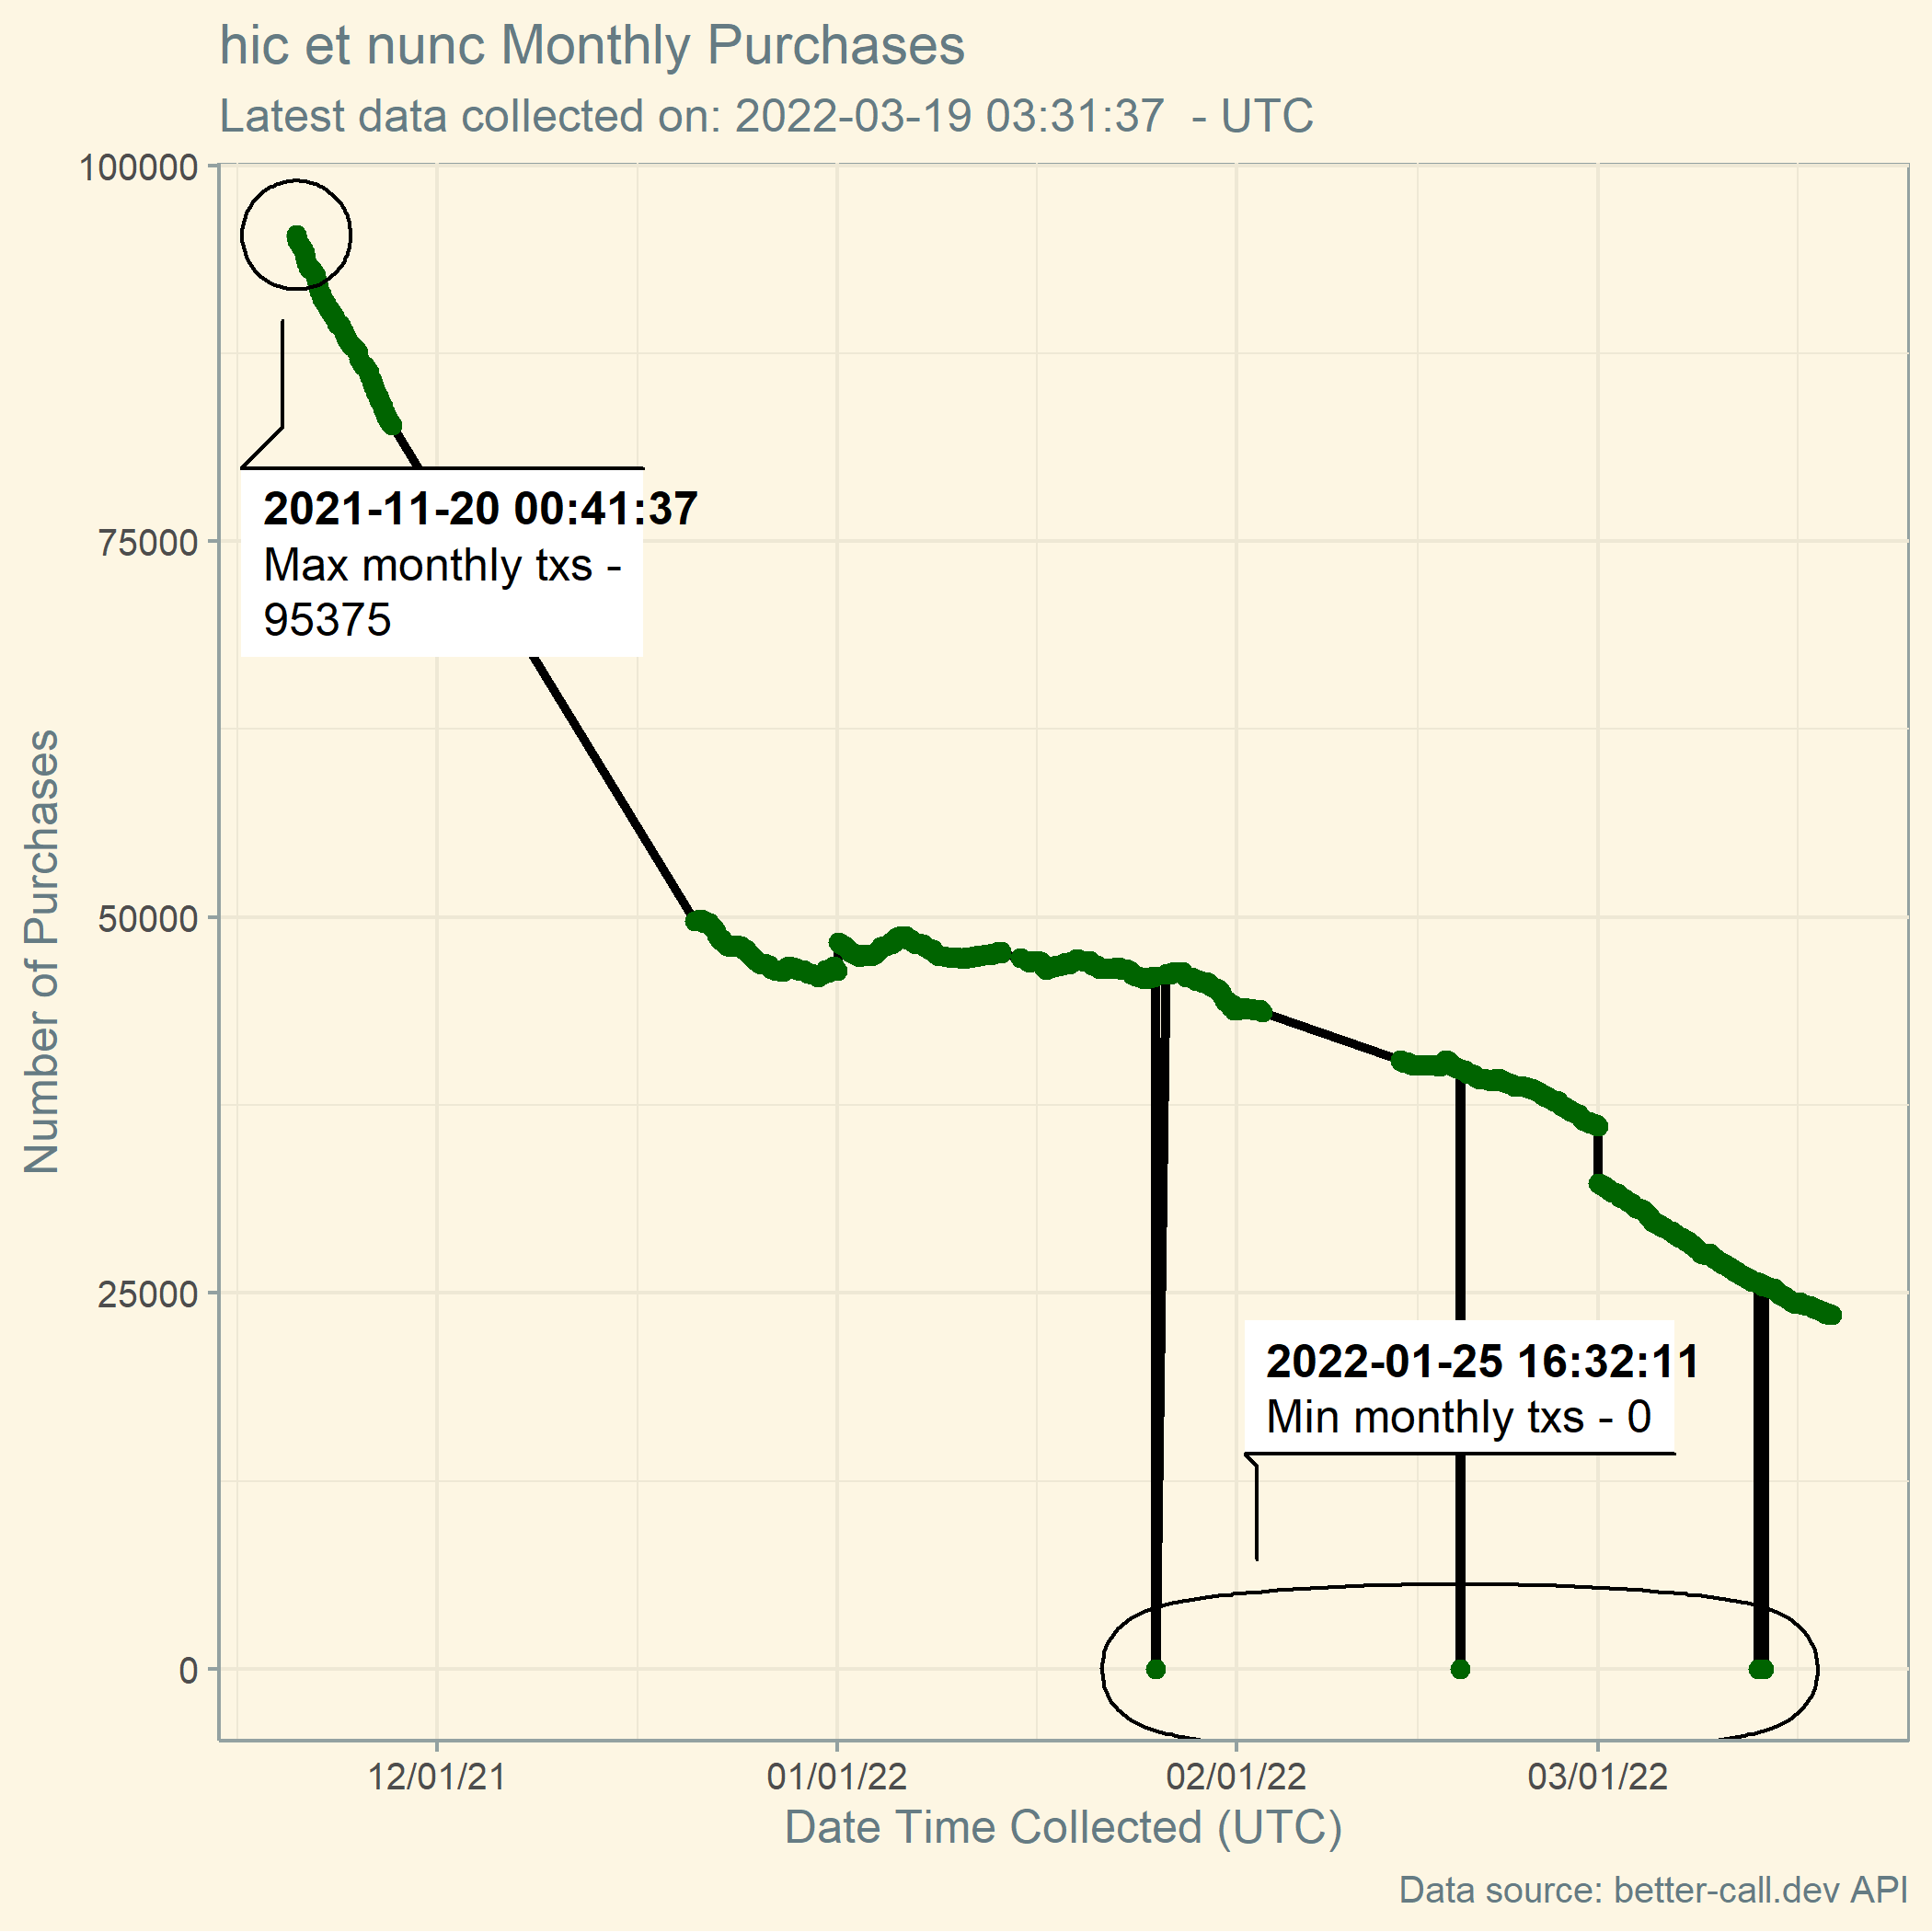 hic et nunc Monthly Purchases
Latest data collected on: 2022-03-19 03:31:37  - UTC
Number of Purchases
100000
75000
50000
25000
0
2021-11-20 00:41:37
Max monthly txs -
95375
2022-01-25 16:32:11
Min monthly txs - 0
12/01/21 01/01/22 02/01/22 03/01/22
Date Time Collected (UTC)
Data source: better-call.dev API